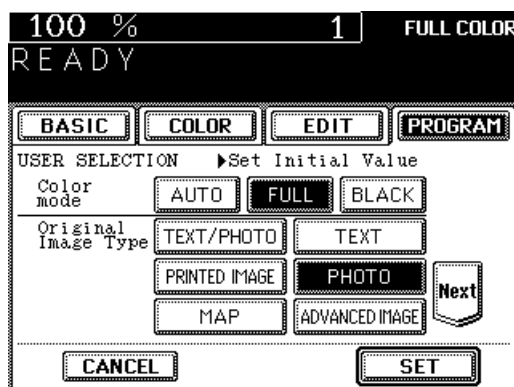 100 % 1 FULL COLOR
READY
BASIC COLOR EDIT PROGRAM
USER SELECTION ▶Set Initial Value
Color mode AUTO FULL BLACK
Original Image Type TEXT/PHOTO TEXT
PRINTED IMAGE PHOTO Next
MAP ADVANCED IMAGE
CANCEL SET